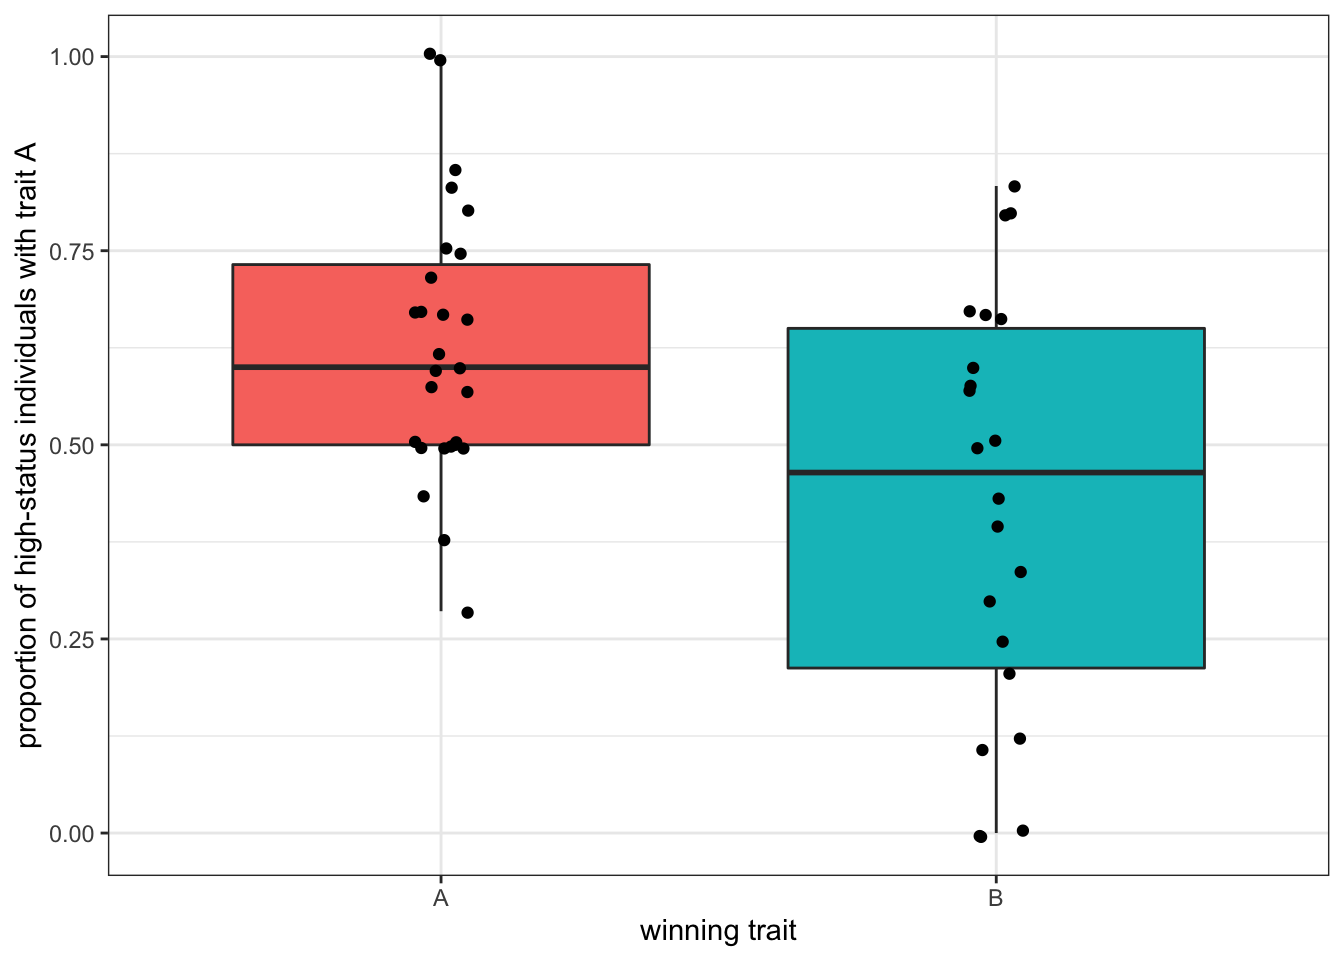 proportion of high-status individuals with trait A
1.00
0.75
0.50
0.25
0.00
A
B
winning trait